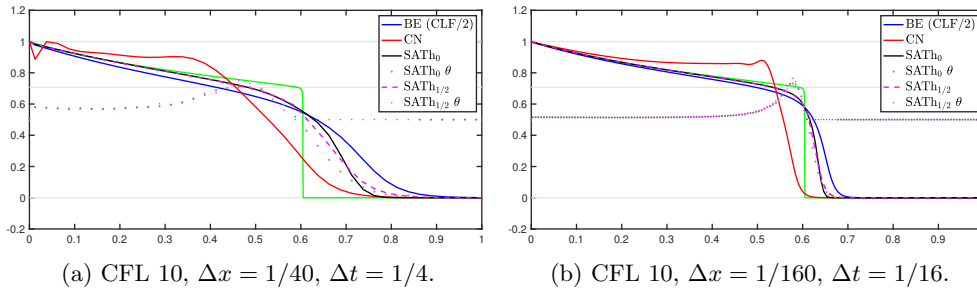 1.2
1
0.8
0.6
0.4
0.2
0
-0.2
0 0.1 0.2 0.3 0.4 0.5 0.6 0.7 0.8 0.9 1
BE (CLF/2)
CN
SATh₀
SATh₀ θ
SATh₁/₂
SATh₁/₂ θ
(a) CFL 10, Δx = 1/40, Δt = 1/4.
1.2
1
0.8
0.6
0.4
0.2
0
-0.2
0 0.1 0.2 0.3 0.4 0.5 0.6 0.7 0.8 0.9
BE (CLF/2)
CN
SATh₀
SATh₀ θ
SATh₁/₂
SATh₁/₂ θ
(b) CFL 10, Δx = 1/160, Δt = 1/16.